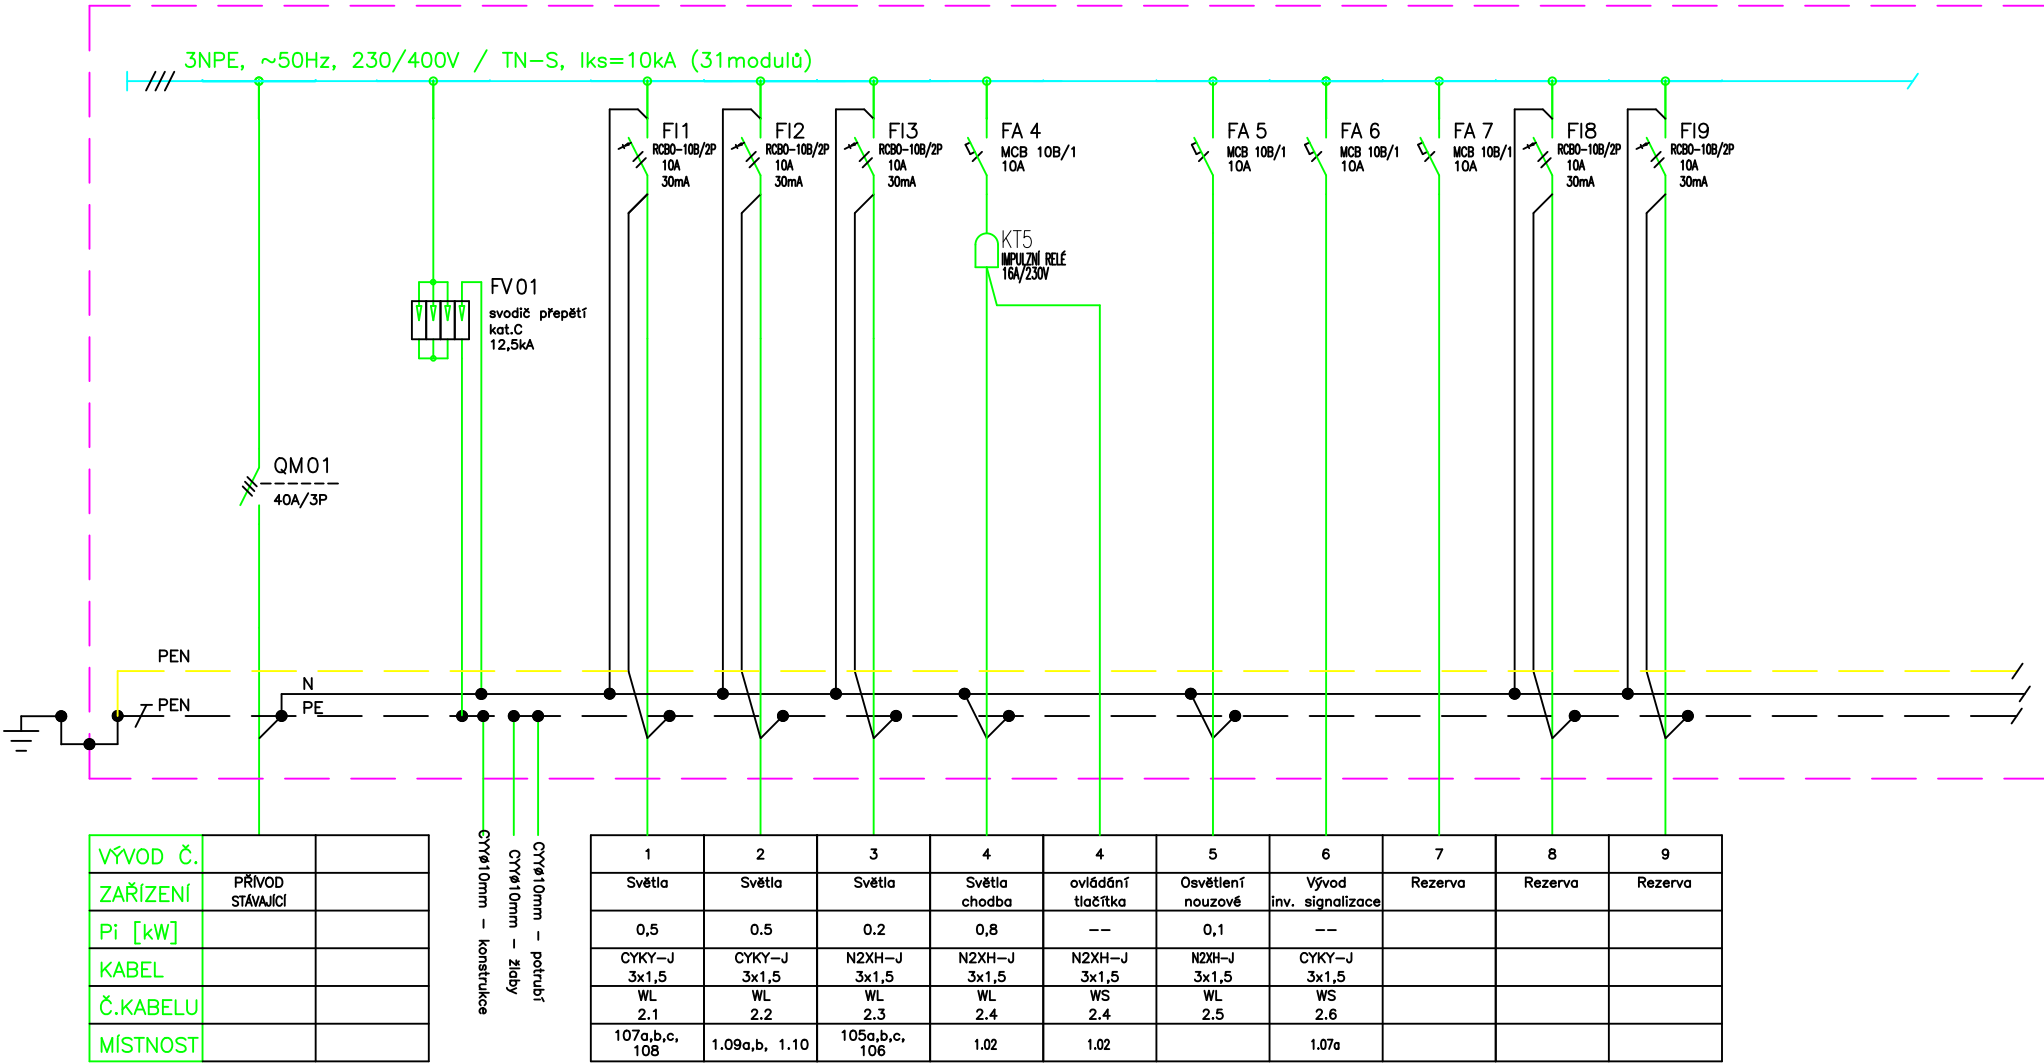 3NPE, ~50Hz, 230/400V / TN-S, Iks=10kA (31modulů)
FI1
RCBO-10B/2P
10A
30mA
FI2
RCBO-10B/2P
10A
30mA
FI3
RCBO-10B/2P
10A
30mA
FA 4
MCB 10B/1
10A
FA 5
MCB 10B/1
10A
FA 6
MCB 10B/1
10A
FA 7
MCB 10B/1
10A
FI8
RCBO-10B/2P
10A
30mA
FI9
RCBO-10B/2P
10A
30mA
KT5
IMPULZNÍ RELÉ
16A/230V
FV01
svodič přepětí
kat.C
12,5kA
QM01
40A/3P
PEN
N
PEN
PE
CYYø10mm - konstrukce
CYYø10mm - žlaby
CYYø10mm - potrubí
VÝVOD Č. 1 2 3 4 4 5 6 7 8 9
ZAŘÍZENÍ
PŘÍVOD
STÁVAJÍCÍ
Světla
Světla
Světla
Světla
chodba
ovládání
tlačítka
Osvětlení
nouzové
Vývod
inv. signalizace
Rezerva
Rezerva
Rezerva
Pi [kW] 0,5 0.5 0.2 0,8 -- 0,1 --
KABEL
CYKY-J
3x1,5
CYKY-J
3x1,5
N2XH-J
3x1,5
N2XH-J
3x1,5
N2XH-J
3x1,5
N2XH-J
3x1,5
CYKY-J
3x1,5
Č.KABELU
WL
2.1
WL
2.2
WL
2.3
WL
2.4
WS
2.4
WL
2.5
WS
2.6
MÍSTNOST
107a,b,c,
108
1.09a,b, 1.10
105a,b,c,
106
1.02
1.02
1.07a